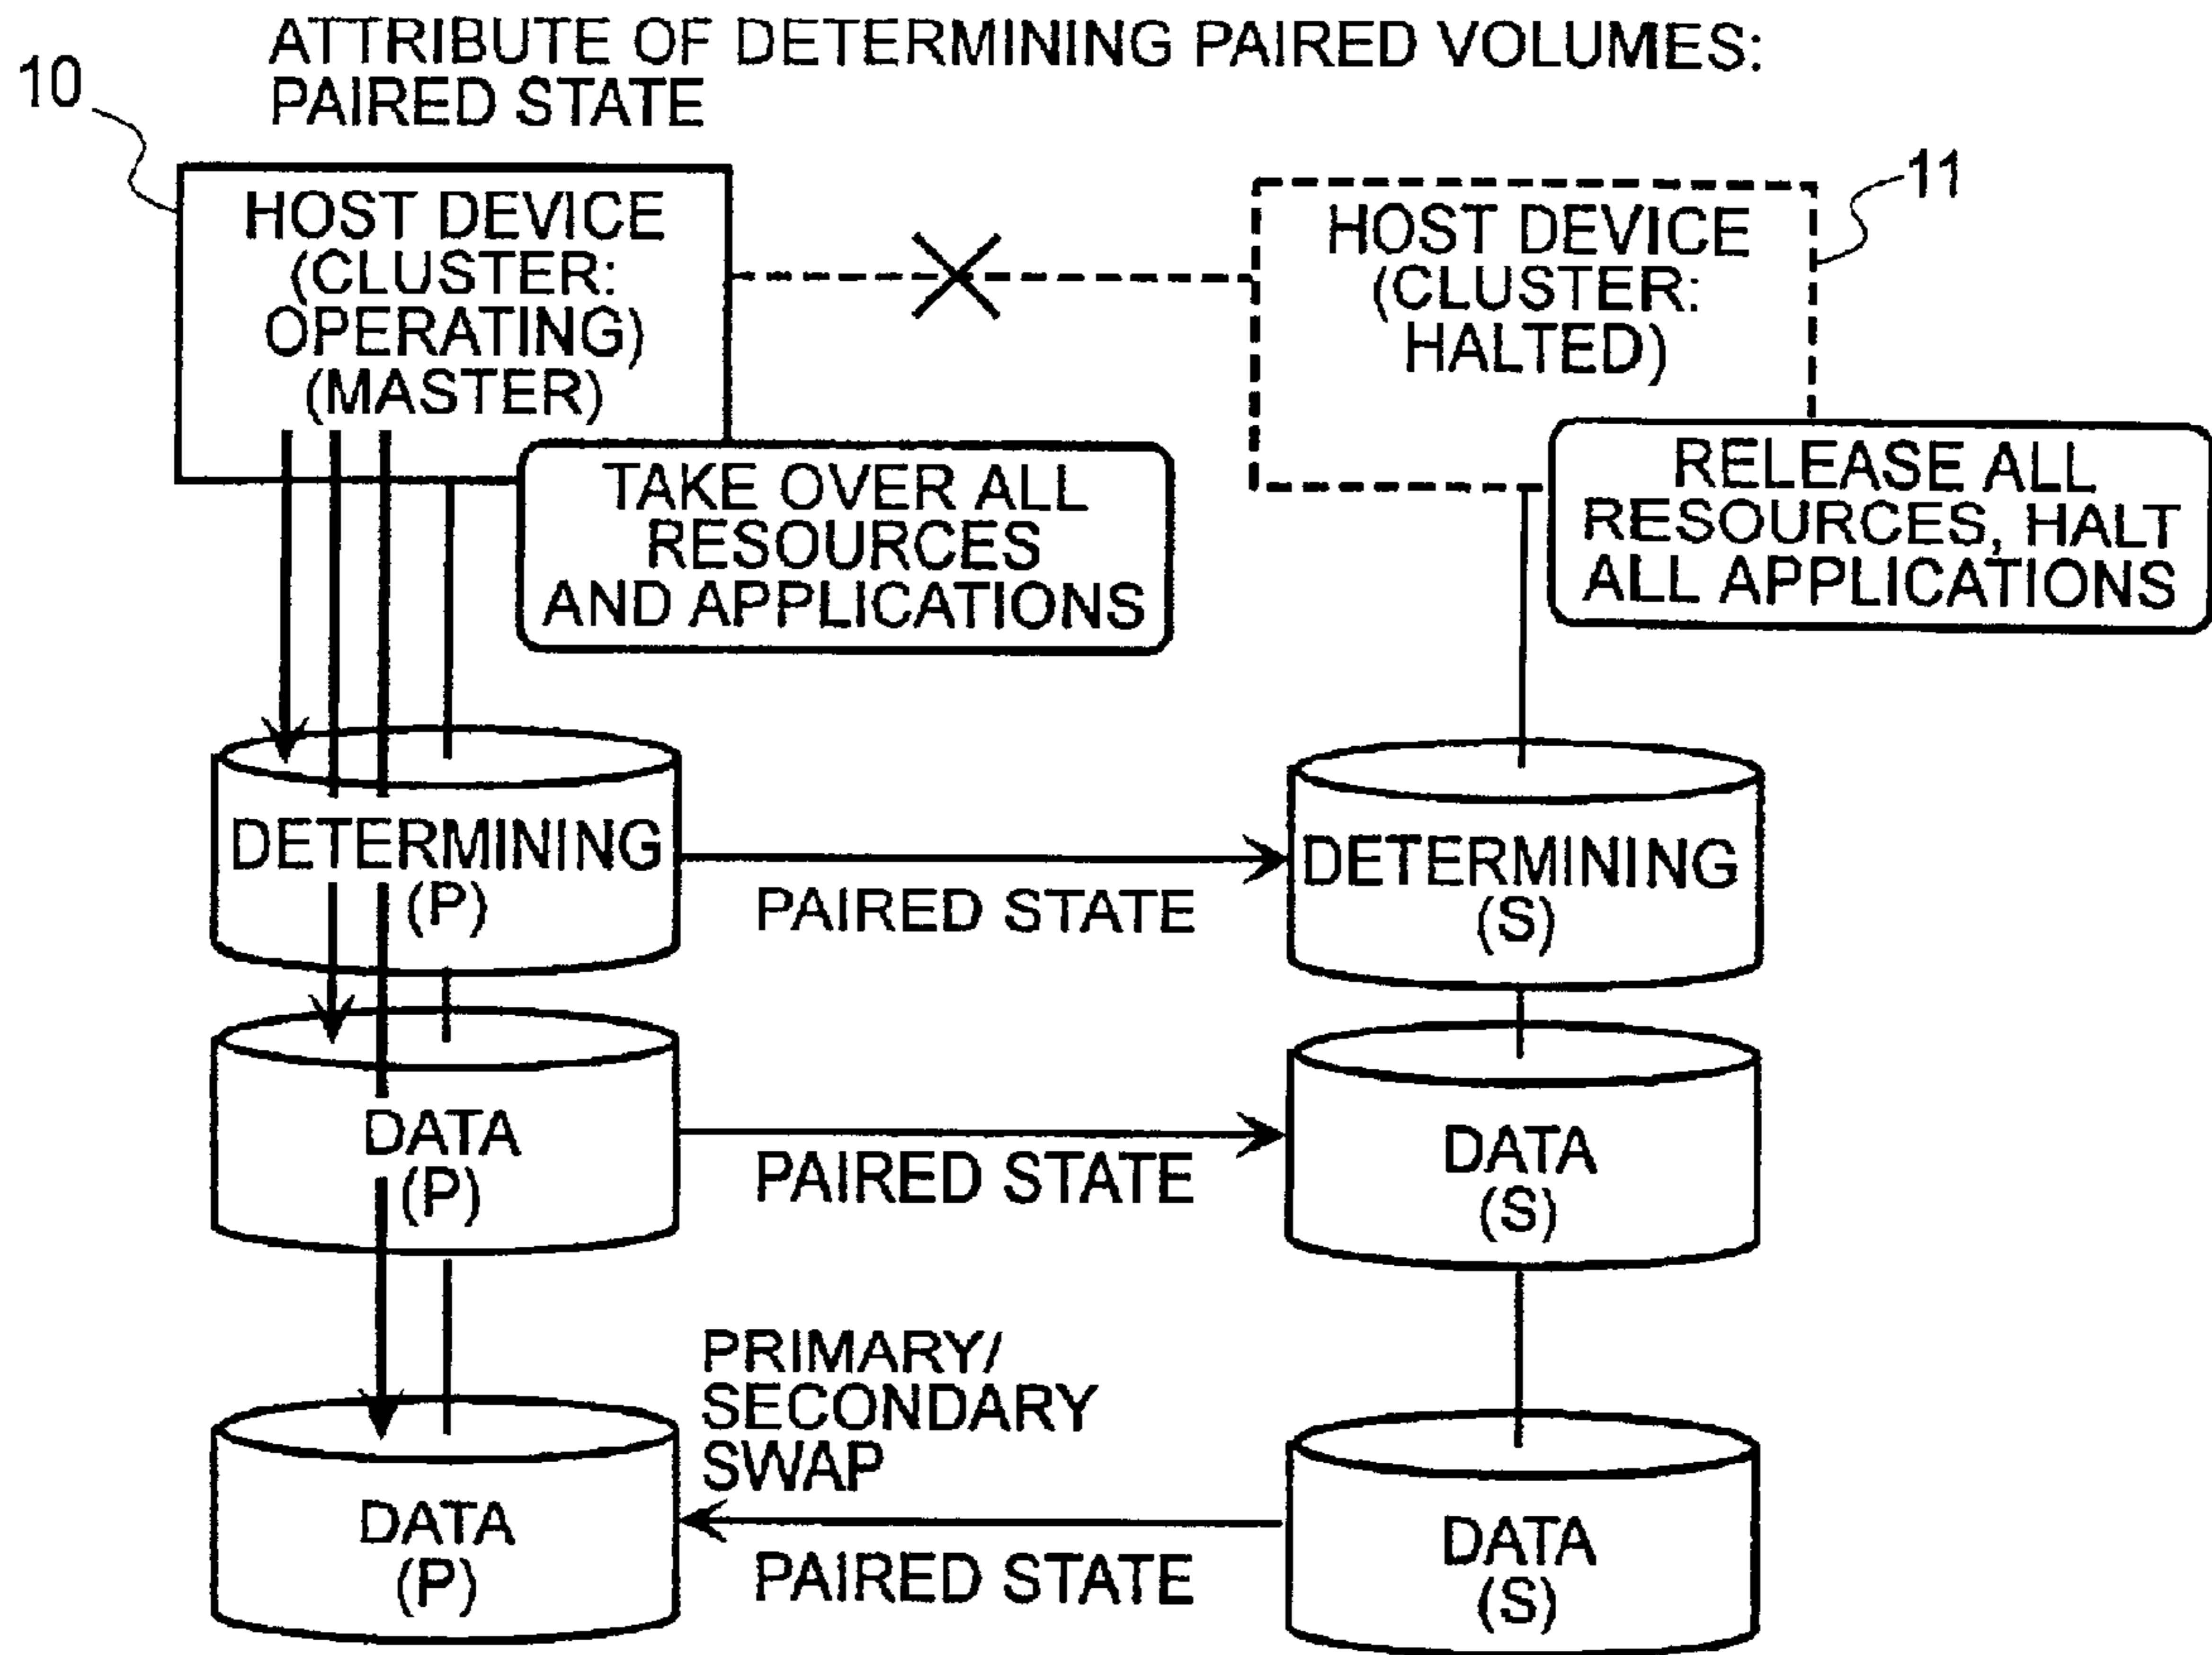 ATTRIBUTE OF DETERMINING PAIRED VOLUMES:
PAIRED STATE
10
HOST DEVICE
(CLUSTER:
OPERATING)
(MASTER)
11
HOST DEVICE
(CLUSTER:
HALTED)
TAKE OVER ALL
RESOURCES
AND APPLICATIONS
RELEASE ALL
RESOURCES, HALT
ALL APPLICATIONS
DETERMINING
(P)
PAIRED STATE
DETERMINING
(S)
DATA
(P)
PAIRED STATE
DATA
(S)
PRIMARY/
SECONDARY
SWAP
DATA
(P)
PAIRED STATE
DATA
(S)